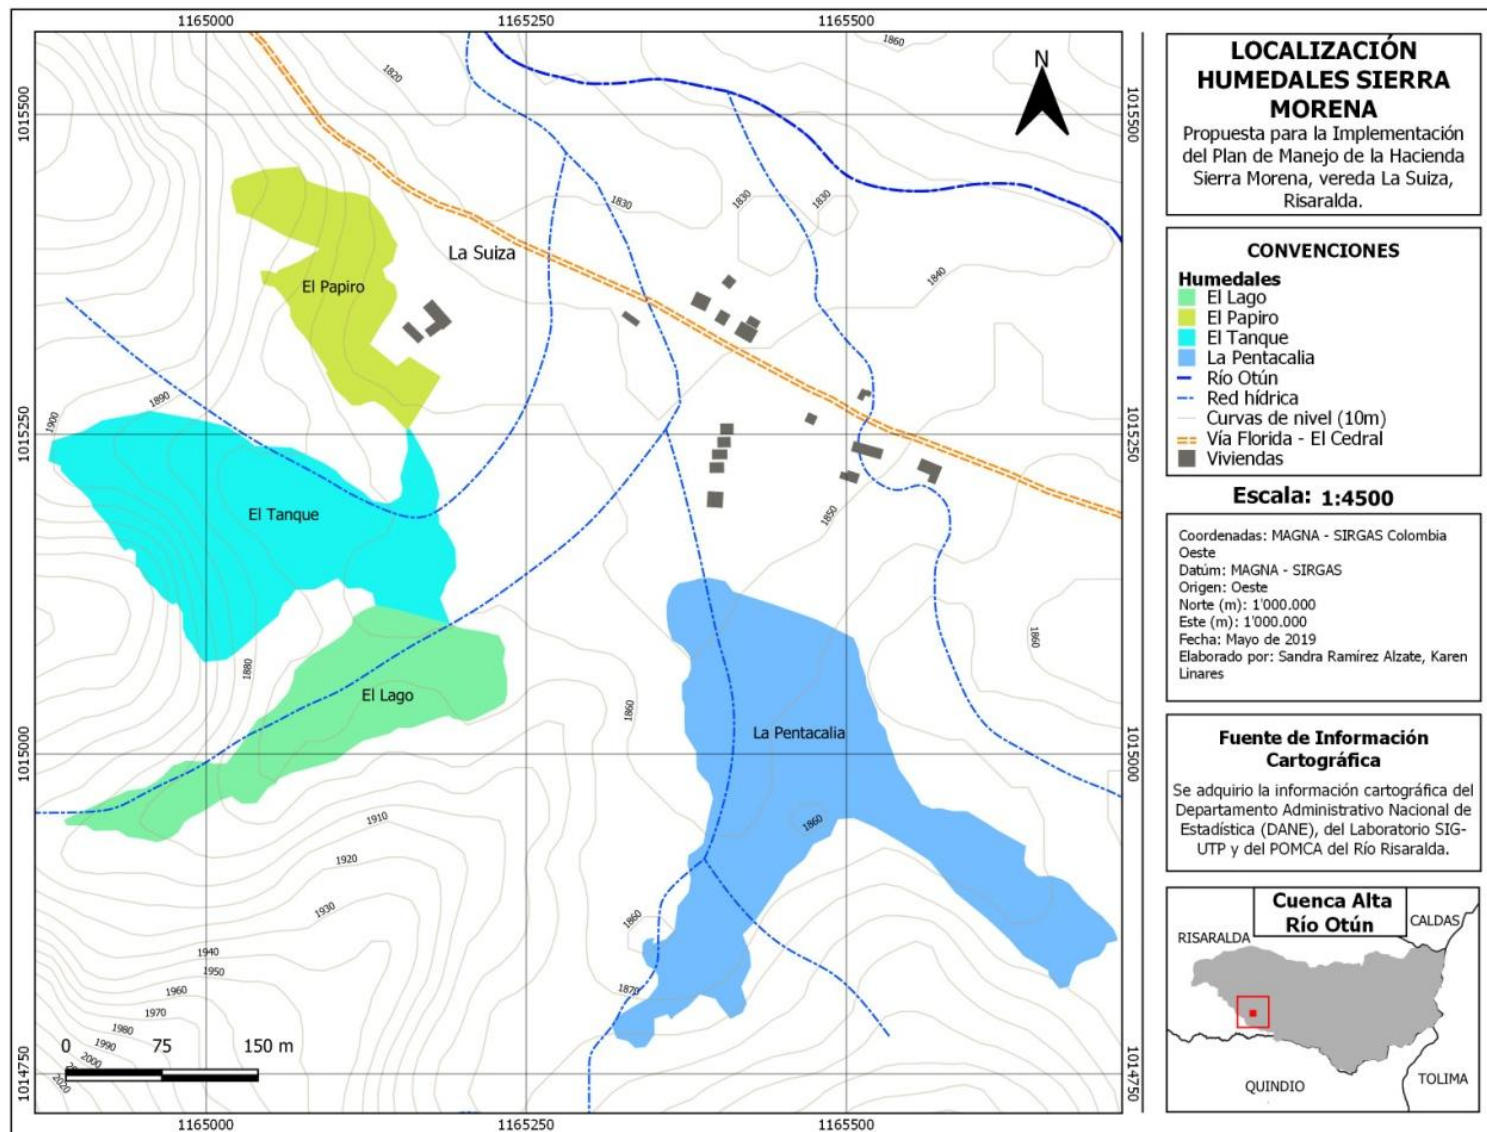 1165000
1165250
1165500
1015500
1015250
1015000
1014750
1015500
1015250
1015000
1014750
1165000
1165250
1165500
N
1860
1820
1830
1830
1830
1840
La Suiza
El Papiro
1890
1900
El Tanque
1850
1860
1880
El Lago
1860
La Pentacalia
1860
1910
1920
1930
1860
1940
1950
1960
1870
1970
1980
1990
2000
2020
0 75 150 m
LOCALIZACIÓN
HUMEDALES SIERRA
MORENA
Propuesta para la Implementación
del Plan de Manejo de la Hacienda
Sierra Morena, vereda La Suiza,
Risaralda.
CONVENCIONES
Humedales
El Lago
El Papiro
El Tanque
La Pentacalia
Río Otún
Red hídrica
Curvas de nivel (10m)
Vía Florida - El Cedral
Viviendas
Escala: 1:4500
Coordenadas: MAGNA - SIRGAS Colombia
Oeste
Datúm: MAGNA - SIRGAS
Origen: Oeste
Norte (m): 1'000.000
Este (m): 1'000.000
Fecha: Mayo de 2019
Elaborado por: Sandra Ramírez Alzate, Karen
Linares
Fuente de Información
Cartográfica
Se adquirio la información cartográfica del
Departamento Administrativo Nacional de
Estadística (DANE), del Laboratorio SIG-
UTP y del POMCA del Río Risaralda.
Cuenca Alta
Río Otún
CALDAS
RISARALDA
QUINDIO
TOLIMA